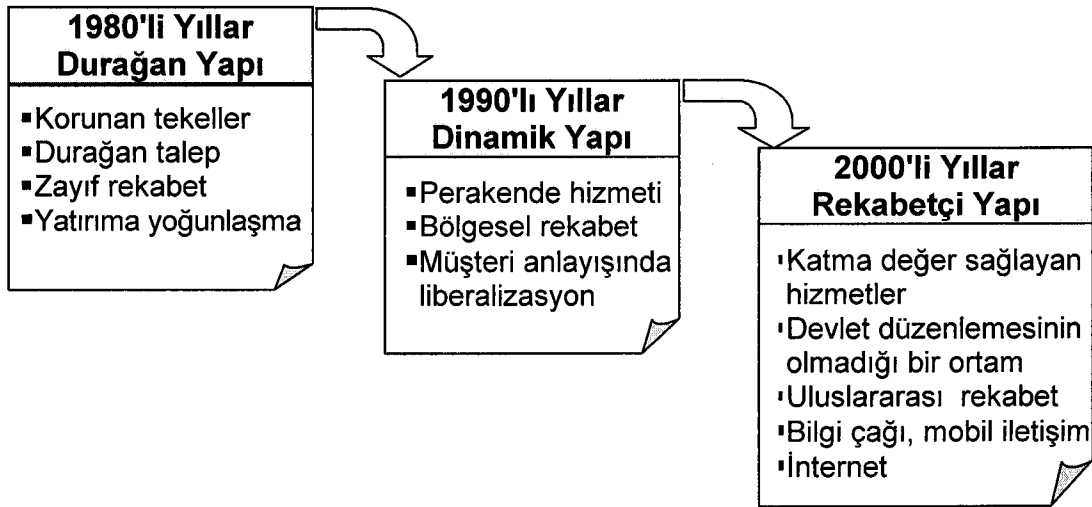 1980'li Yıllar
Durağan Yapı
▪Korunan tekeller
▪Durağan talep
▪Zayıf rekabet
▪Yatırıma yoğunlaşma
1990'lı Yıllar
Dinamik Yapı
▪Perakende hizmeti
▪Bölgesel rekabet
▪Müşteri anlayışında
liberalizasyon
2000'li Yıllar
Rekabetçi Yapı
▪Katma değer sağlayan
hizmetler
▪Devlet düzenlemesinin
olmadığı bir ortam
▪Uluslararası rekabet
▪Bilgi çağı, mobil iletişim
▪İnternet